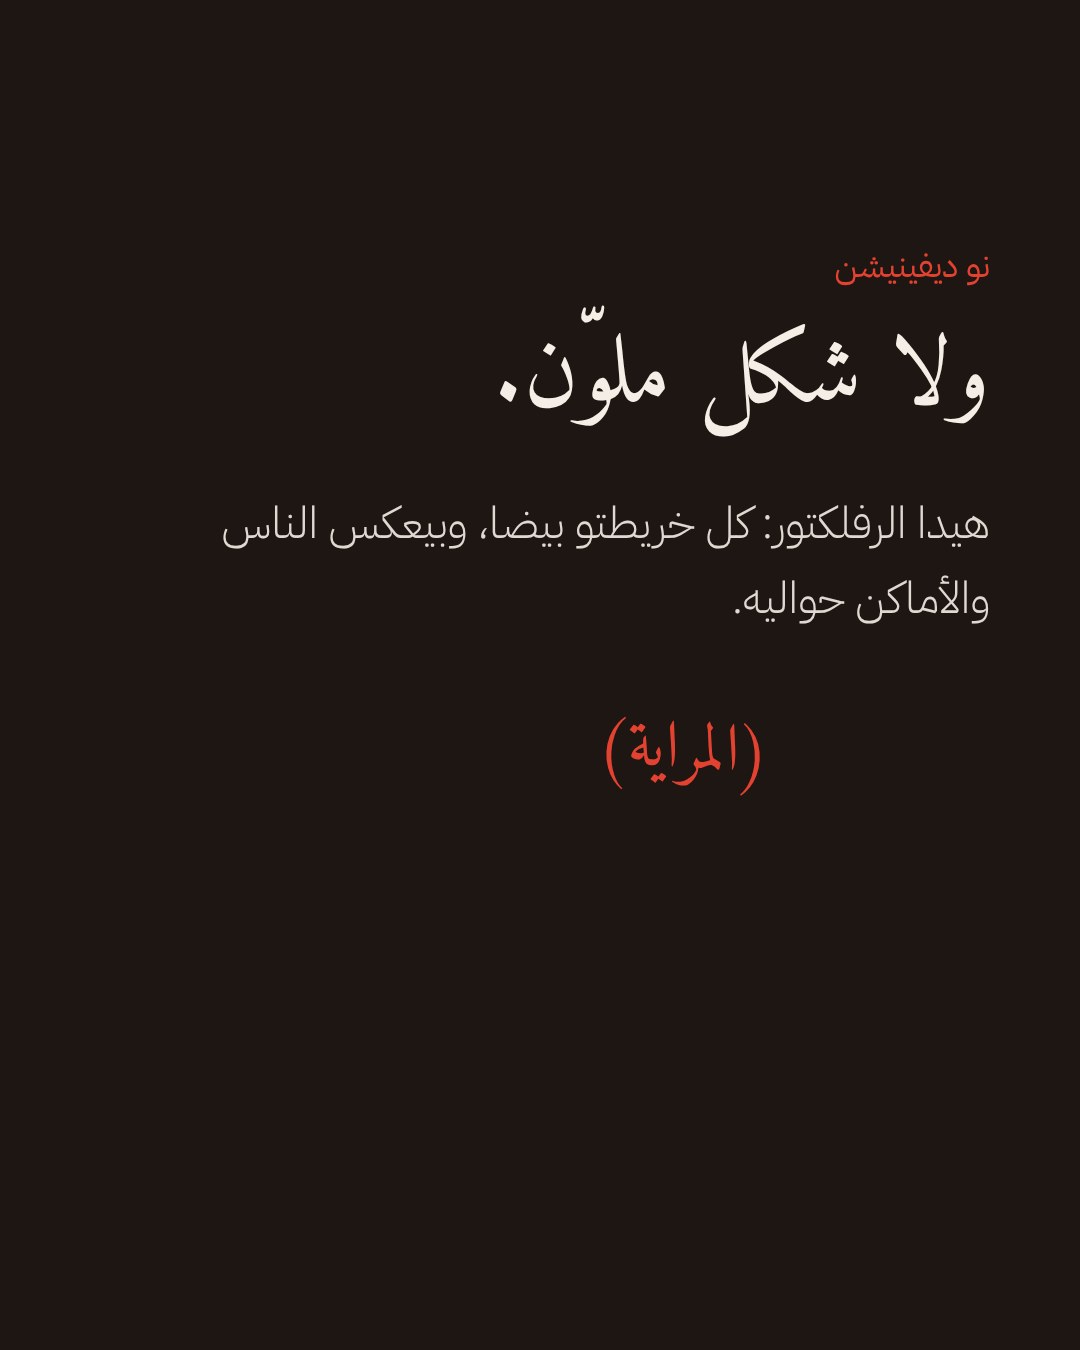 نو ديفينيشن
ولا شكل ملوّن.
هيدا الرفلكتور: كل خريطتو بيضا، وبيعكس الناس
والأماكن حواليه.
(المراية)